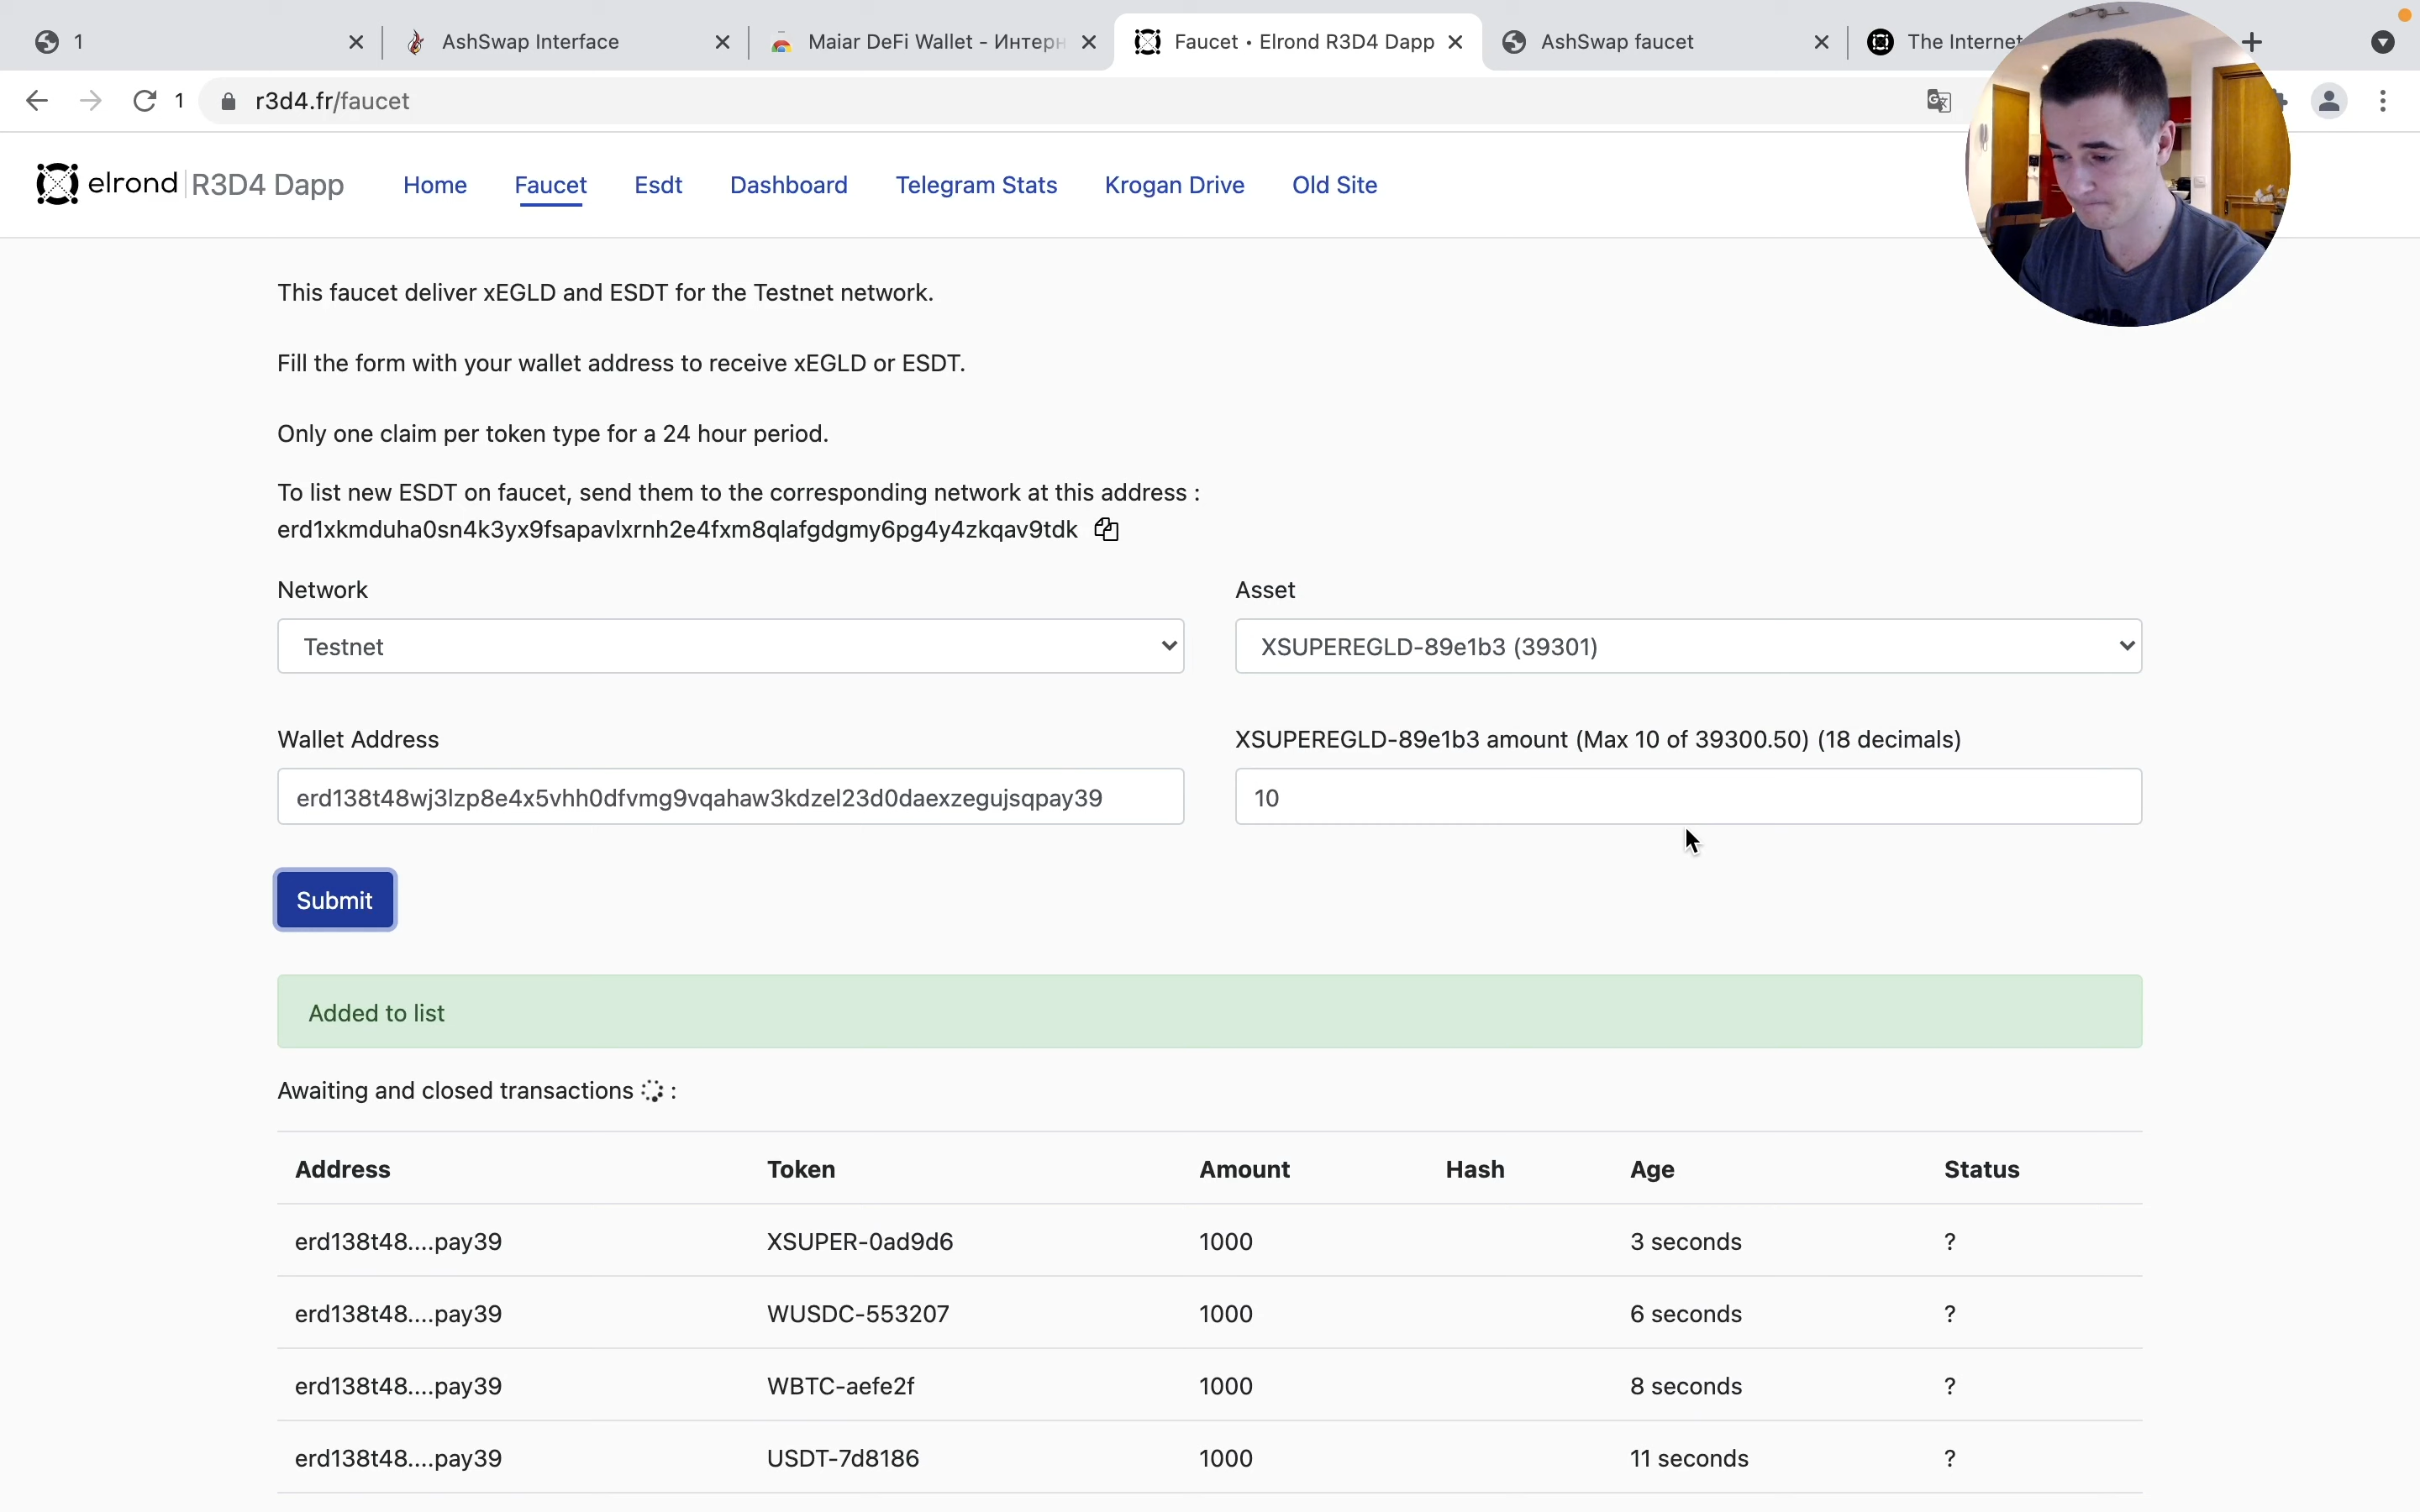 1
AshSwap Interface
Maiar DeFi Wallet - Интерн
Faucet • Elrond R3D4 Dapp
AshSwap faucet
The Internet
1
r3d4.fr/faucet
elrond R3D4 Dapp
Home
Faucet
Esdt
Dashboard
Telegram Stats
Krogan Drive
Old Site
This faucet deliver xEGLD and ESDT for the Testnet network.
Fill the form with your wallet address to receive xEGLD or ESDT.
Only one claim per token type for a 24 hour period.
To list new ESDT on faucet, send them to the corresponding network at this address :
erd1xkmduha0sn4k3yx9fsapavlxrnh2e4fxm8qlafgdgmy6pg4y4zkqav9tdk
Network
Asset
Testnet
XSUPEREGLD-89e1b3 (39301)
Wallet Address
XSUPEREGLD-89e1b3 amount (Max 10 of 39300.50) (18 decimals)
erd138t48wj3lzp8e4x5vhh0dfvmg9vqahaw3kdzel23d0daexzegujsqpay39
10
Submit
Added to list
Awaiting and closed transactions :
Address Token Amount Hash Age Status
erd138t48....pay39 XSUPER-0ad9d6 1000 3 seconds ?
erd138t48....pay39 WUSDC-553207 1000 6 seconds ?
erd138t48....pay39 WBTC-aefe2f 1000 8 seconds ?
erd138t48....pay39 USDT-7d8186 1000 11 seconds ?